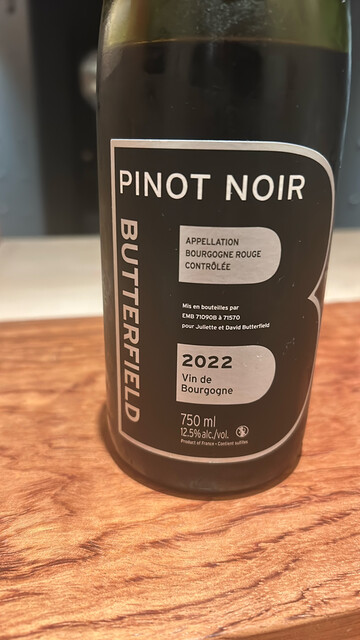 PINOT NOIR
BUTTERFIELD
APPELLATION
BOURGOGNE ROUGE
CONTRÔLÉE
Mis en bouteilles par
EMB 71090B à 71570
pour Juliette et David Butterfield
2022
Vin de
Bourgogne
750 ml
12.5% alc./vol.
Product of France - Contient sulfites